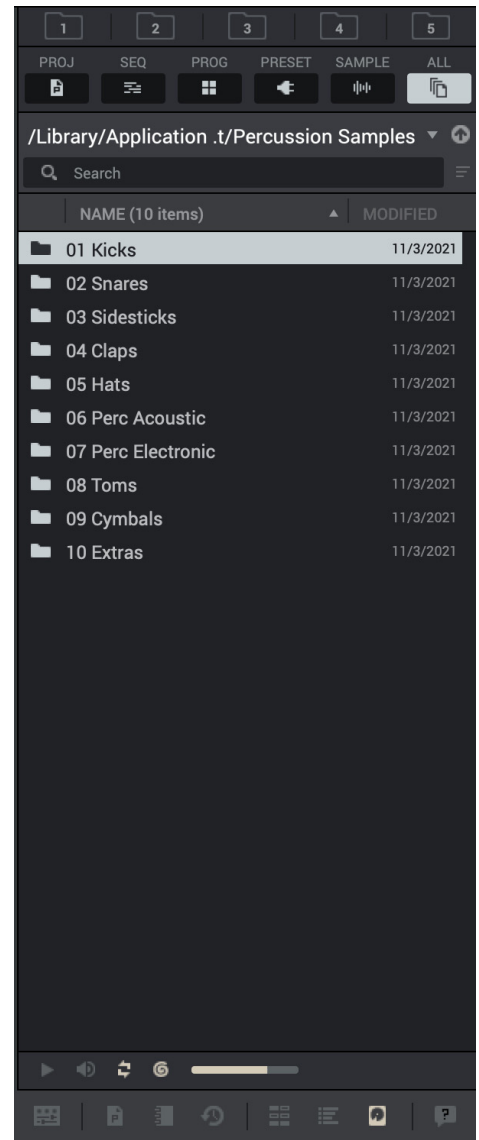 1 2 3 4 5
PROJ SEQ PROG PRESET SAMPLE ALL
P
/Library/Application .t/Percussion Samples
Search
NAME (10 items) MODIFIED
01 Kicks 11/3/2021
02 Snares 11/3/2021
03 Sidesticks 11/3/2021
04 Claps 11/3/2021
05 Hats 11/3/2021
06 Perc Acoustic 11/3/2021
07 Perc Electronic 11/3/2021
08 Toms 11/3/2021
09 Cymbals 11/3/2021
10 Extras 11/3/2021
P ?